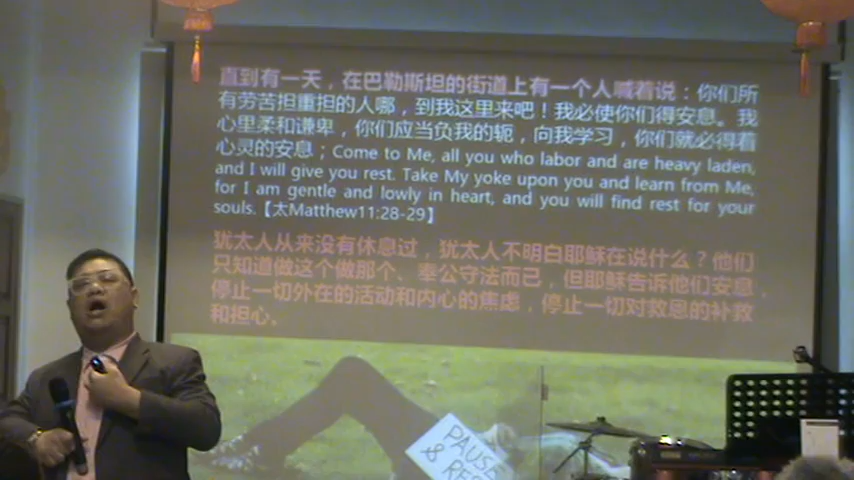 直到有一天，在巴勒斯坦的街道上有一个人喊着说：你们所
有劳苦担重担的人哪，到我这里来吧！我必使你们得安息。我
心里柔和谦卑，你们应当负我的轭，向我学习，你们就必得着
心灵的安息；Come to Me, all you who labor and are heavy laden,
and I will give you rest. Take My yoke upon you and learn from Me,
for I am gentle and lowly in heart, and you will find rest for your
souls.【太Matthew11:28-29】
犹太人从来没有休息过，犹太人不明白耶稣在说什么？他们
只知道做这个做那个、奉公守法而己，但耶稣告诉他们安息，
停止一切外在的活动和内心的焦虑，停止一切对救恩的补救
和担心。
PAUSE
&